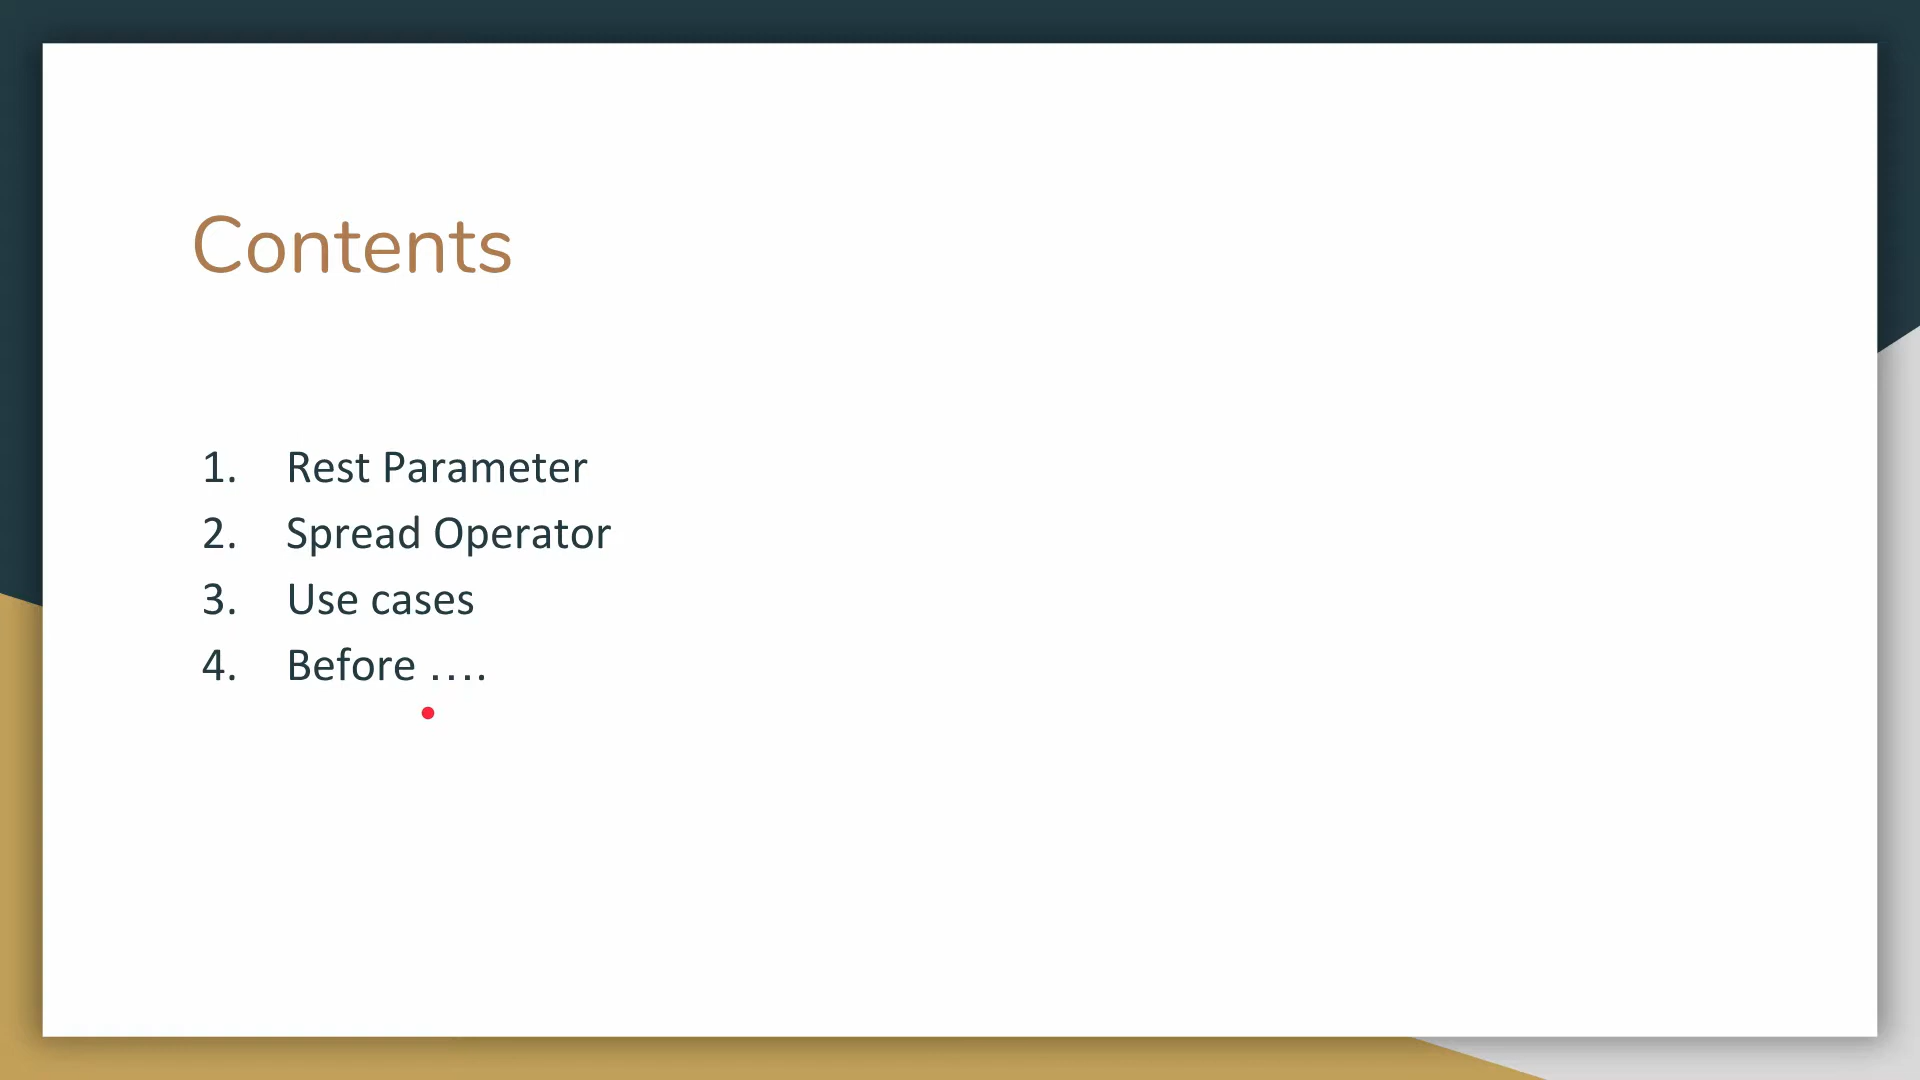 Contents
1. Rest Parameter
2. Spread Operator
3. Use cases
4. Before ….